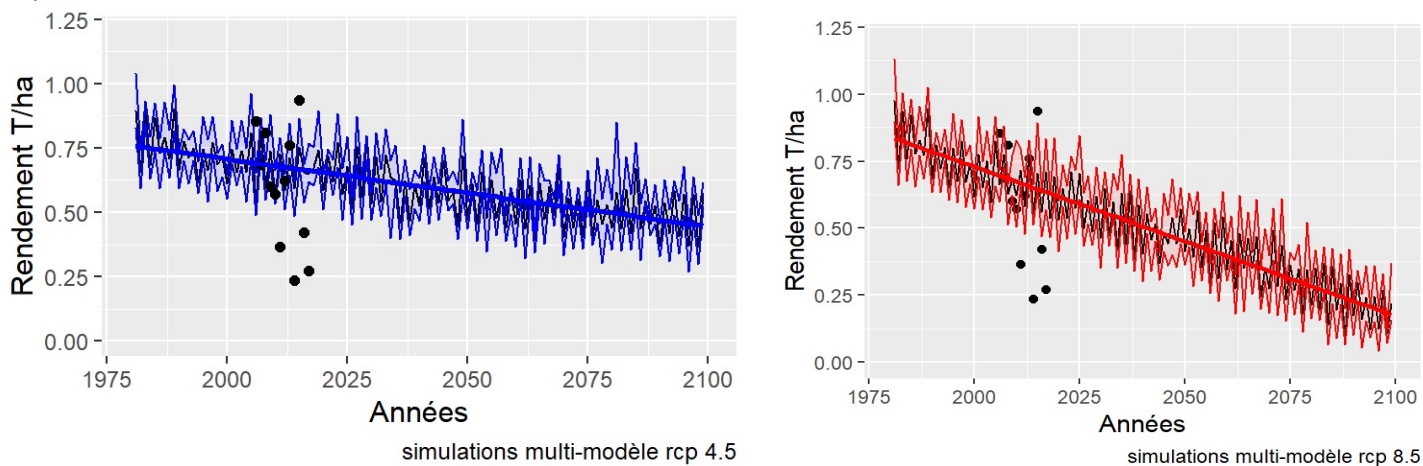 1.25
1.00
0.75
0.50
0.25
0.00
Rendement T/ha
1975 2000 2025 2050 2075 2100
Années
simulations multi-modèle rcp 4.5
1.25
1.00
0.75
0.50
0.25
0.00
Rendement T/ha
1975 2000 2025 2050 2075 2100
Années
simulations multi-modèle rcp 8.5